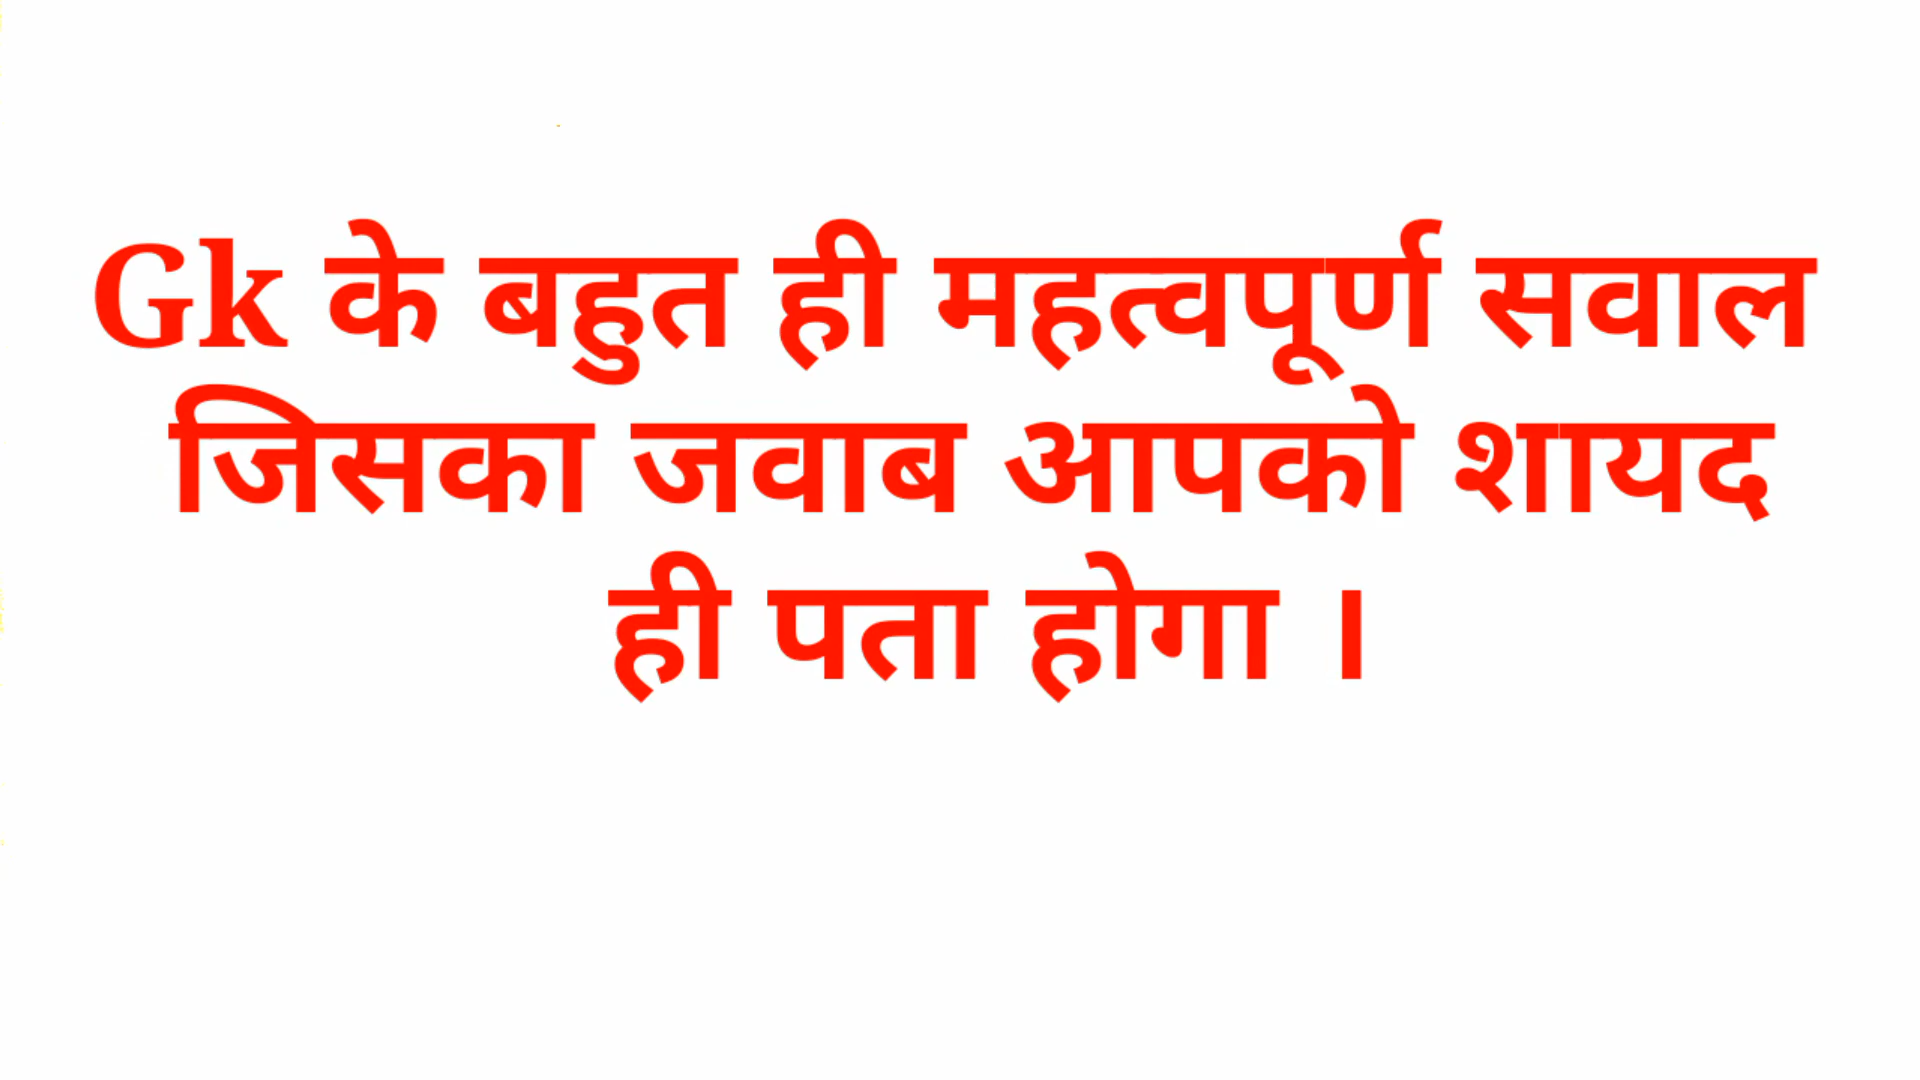 Gk के बहुत ही महत्वपूर्ण सवाल
जिसका जवाब आपको शायद
ही पता होगा ।